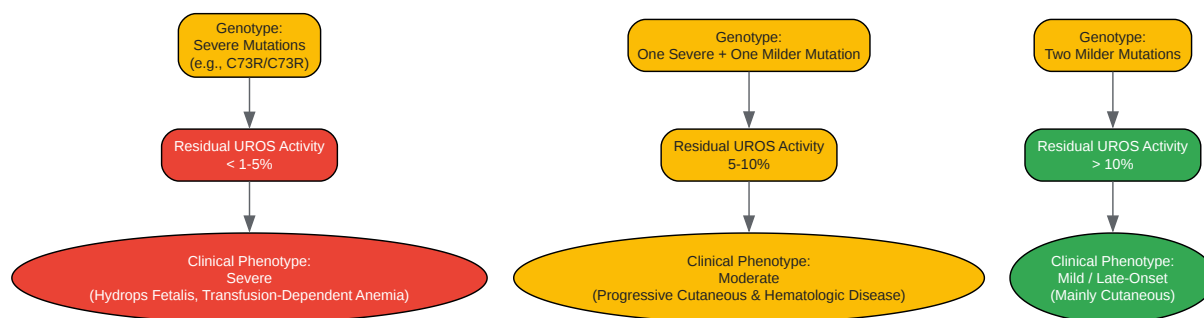 Genotype:
Severe Mutations
(e.g., C73R/C73R)
Residual UROS Activity
< 1-5%
Clinical Phenotype:
Severe
(Hydrops Fetalis, Transfusion-Dependent Anemia)
Genotype:
One Severe + One Milder Mutation
Residual UROS Activity
5-10%
Clinical Phenotype:
Moderate
(Progressive Cutaneous & Hematologic Disease)
Genotype:
Two Milder Mutations
Residual UROS Activity
> 10%
Clinical Phenotype:
Mild / Late-Onset
(Mainly Cutaneous)